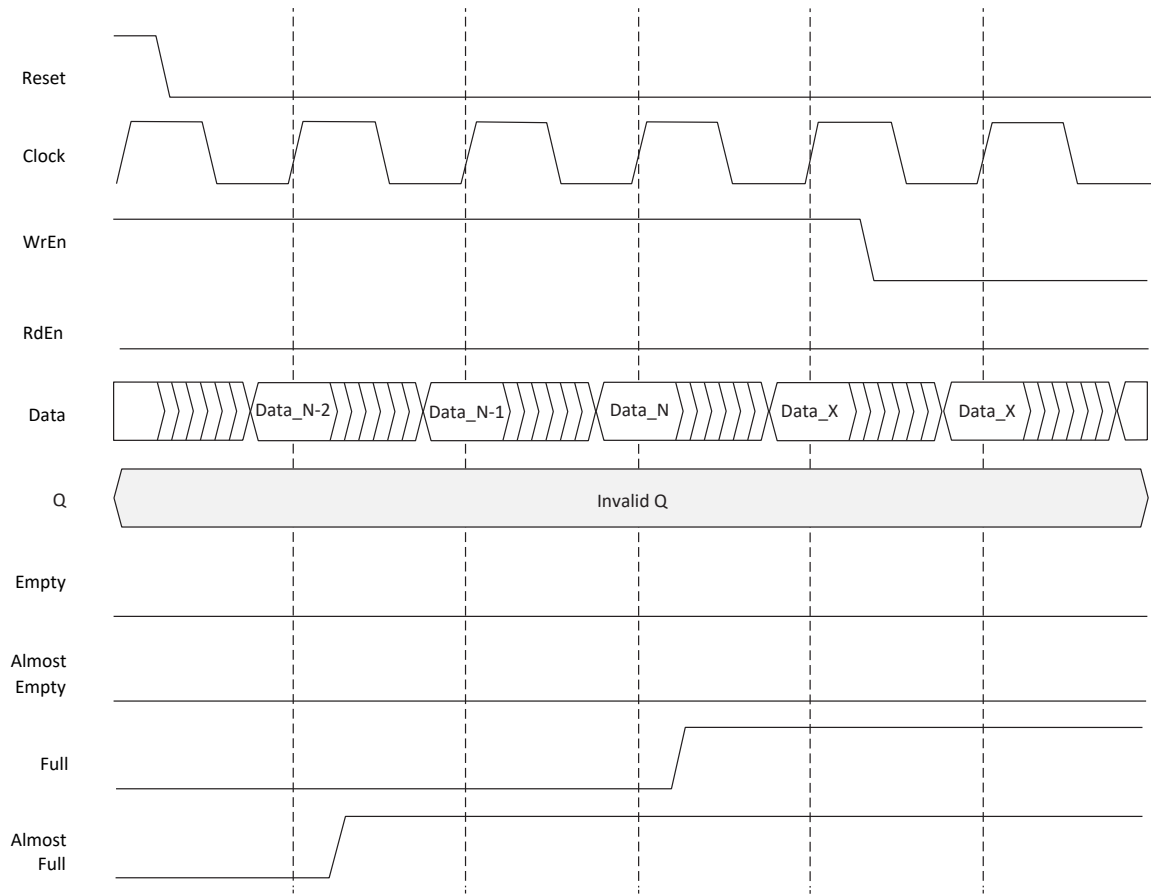 Reset
Clock
WrEn
RdEn
Data
Data_N-2
Data_N-1
Data_N
Data_X
Data_X
Q
Invalid Q
Empty
Almost
Empty
Full
Almost
Full